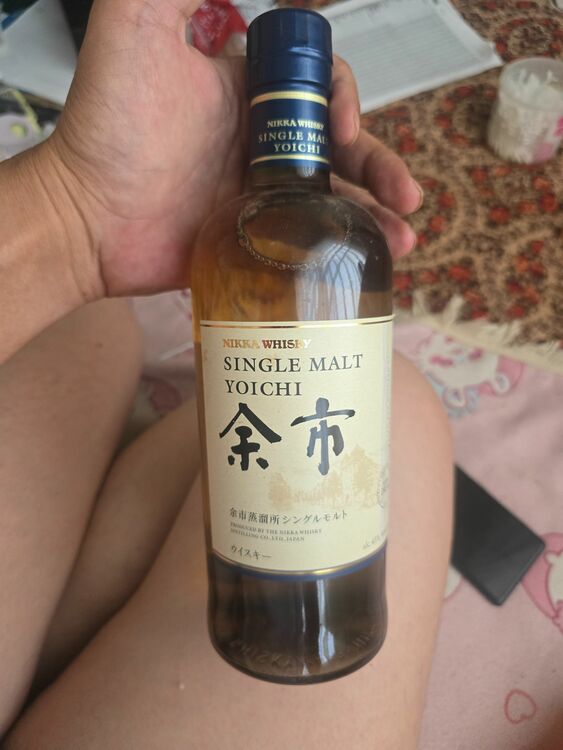 NIKKA WHISKY
SINGLE MALT
YOICHI
NIKKA WHISKY
SINGLE MALT
YOICHI
余市
余市蒸溜所シングルモルト
PRODUCED BY THE NIKKA WHISKY
DISTILLING CO., LTD., JAPAN
ウイスキー